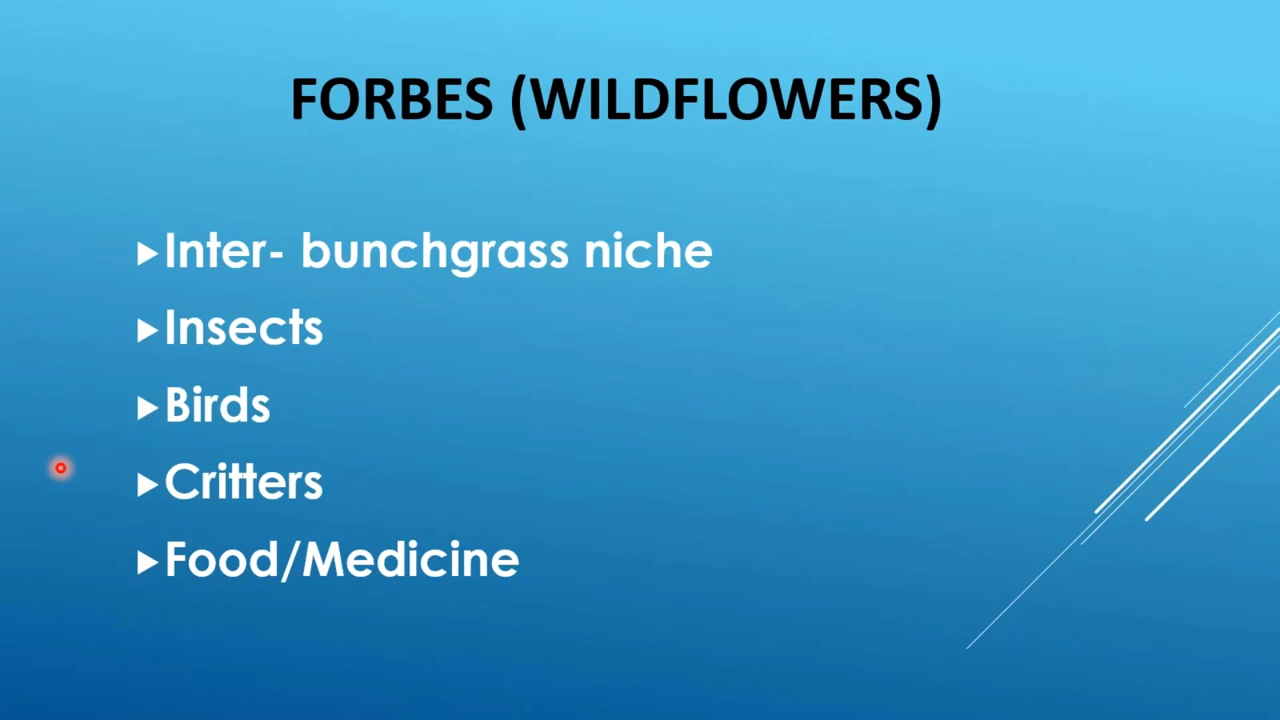 FORBES (WILDFLOWERS)
Inter- bunchgrass niche
Insects
Birds
Critters
Food/Medicine